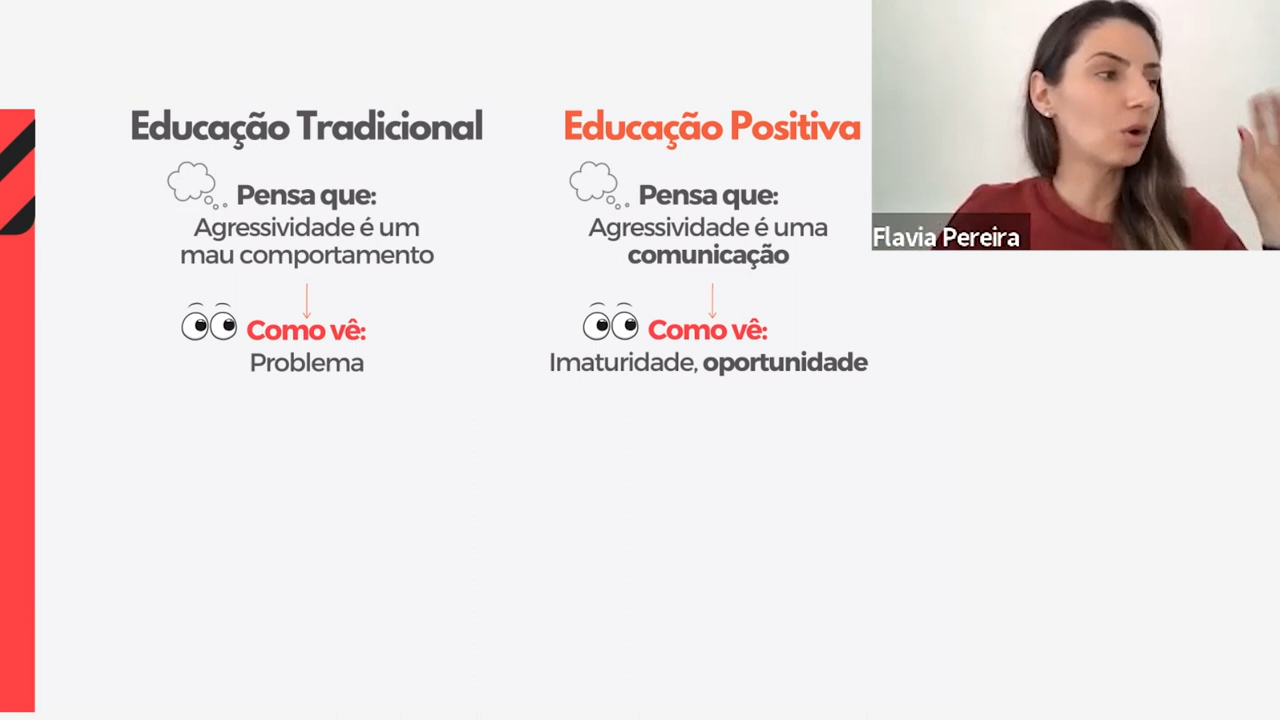 Educação Tradicional
Pensa que:
Agressividade é um
mau comportamento
Como vê:
Problema
Educação Positiva
Pensa que:
Agressividade é uma
comunicação
Como vê:
Imaturidade, oportunidade
Flavia Pereira